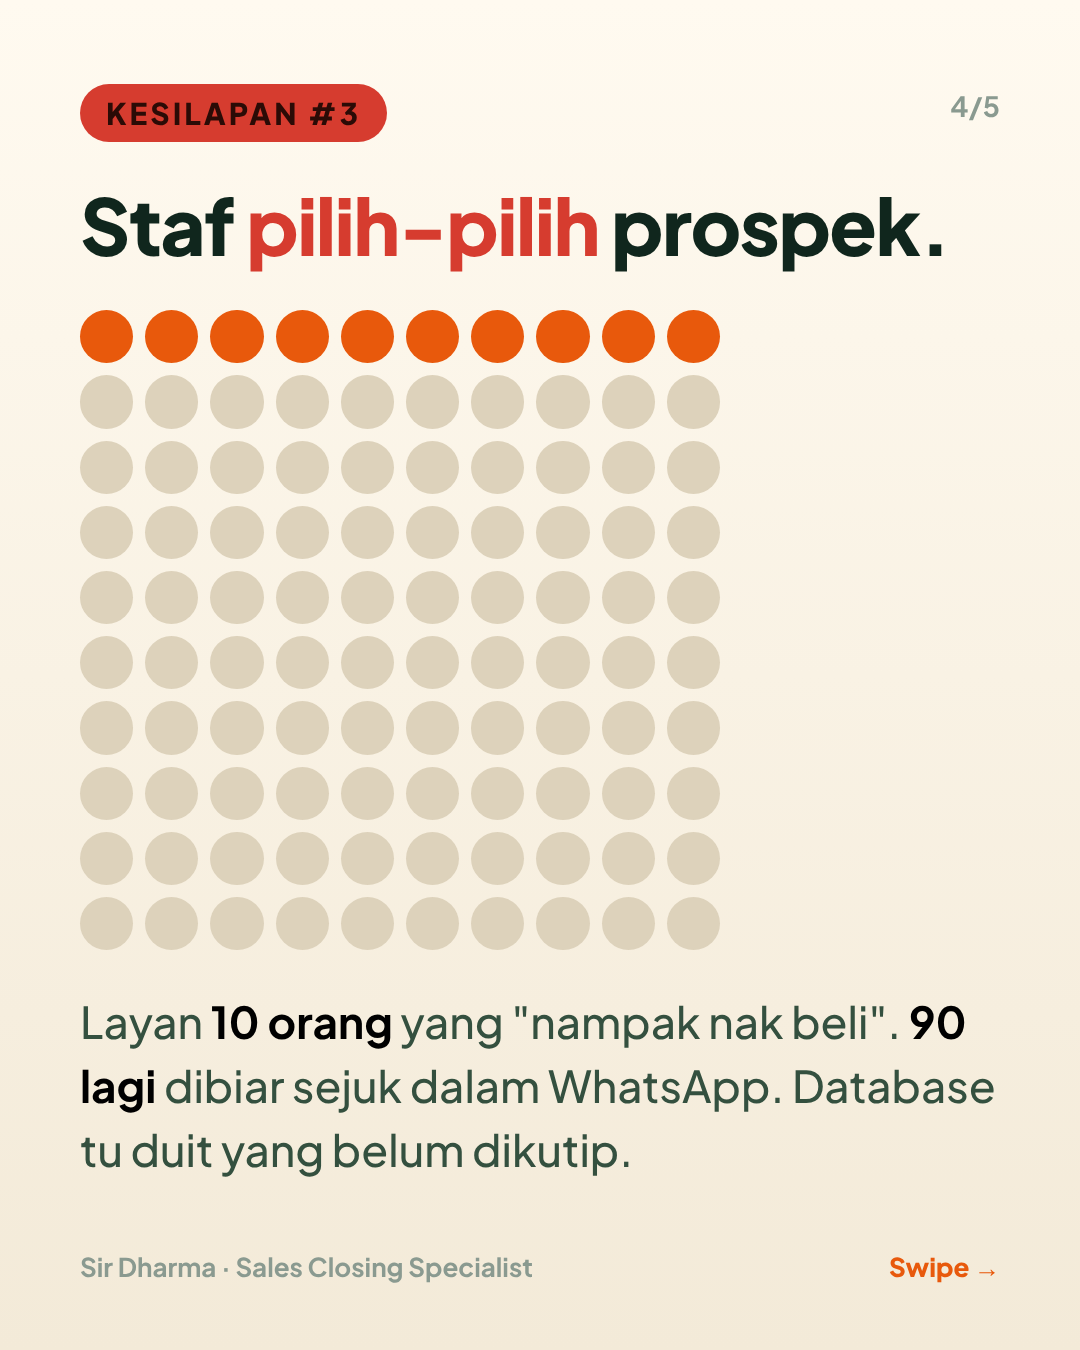 KESILAPAN #3
4/5
Staf pilih-pilih prospek.
Layan 10 orang yang "nampak nak beli". 90
lagi dibiar sejuk dalam WhatsApp. Database
tu duit yang belum dikutip.
Sir Dharma · Sales Closing Specialist
Swipe →